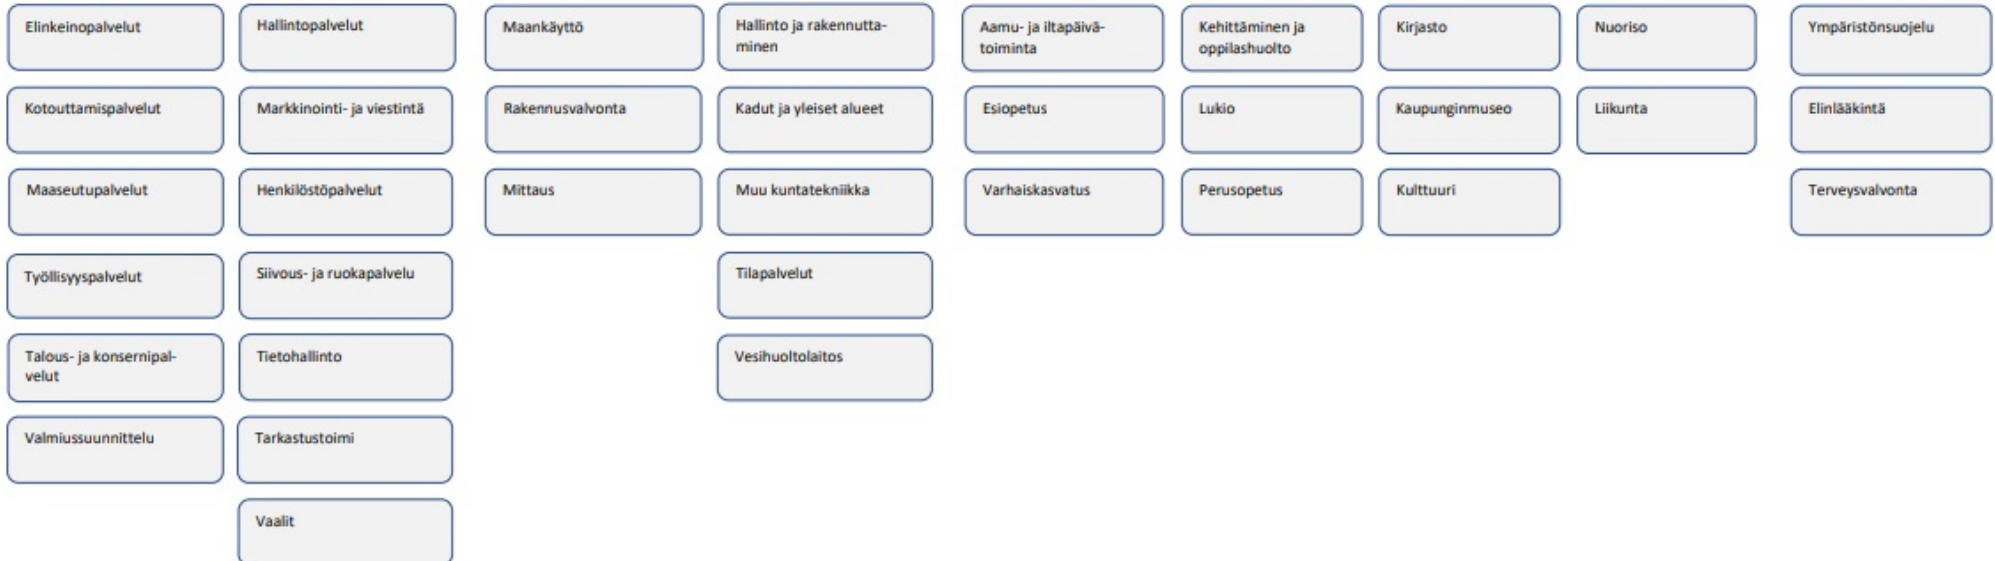 Elinkeinopalvelut
Kotouttamispalvelut
Maaseutupalvelut
Työllisyyspalvelut
Talous- ja konsernipal-
velut
Valmiussuunnittelu
Hallintopalvelut
Markkinointi- ja viestintä
Henkilöstöpalvelut
Siivous- ja ruokapalvelu
Tietohallinto
Tarkastustoimi
Vaalit
Maankäyttö
Rakennusvalvonta
Mittaus
Hallinto ja rakennutta-
minen
Kadut ja yleiset alueet
Muu kuntatekniikka
Tilapalvelut
Vesihuoltolaitos
Aamu- ja iltapäivä-
toiminta
Esiopetus
Varhaiskasvatus
Kehittäminen ja
oppilashuolto
Lukio
Perusopetus
Kirjasto
Kaupunginmuseo
Kulttuuri
Nuoriso
Liikunta
Ympäristönsuojelu
Elinlääkintä
Terveysvalvonta